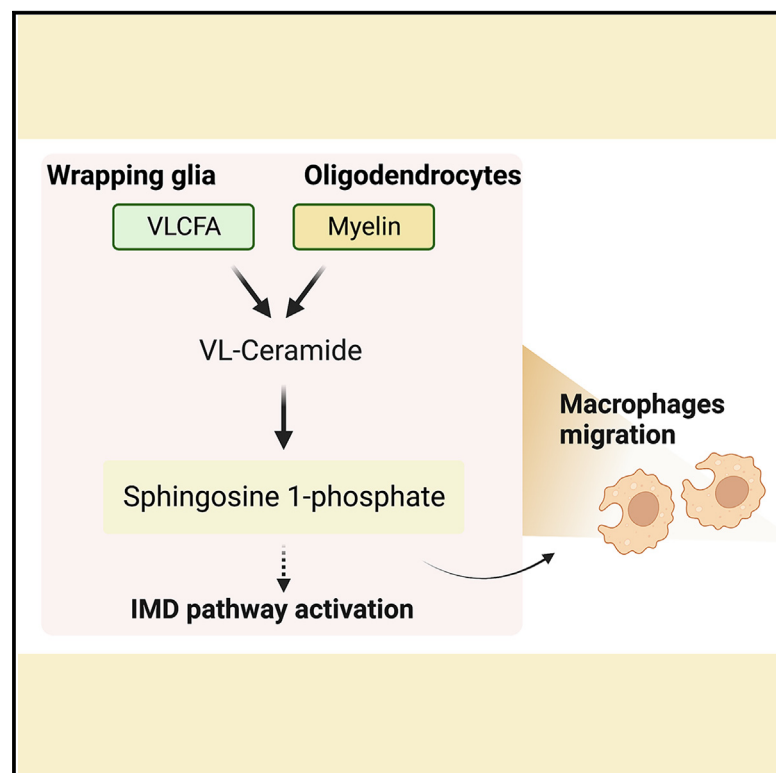 Wrapping glia
Oligodendrocytes
VLCFA
Myelin
VL-Ceramide
Macrophages
migration
Sphingosine 1-phosphate
IMD pathway activation